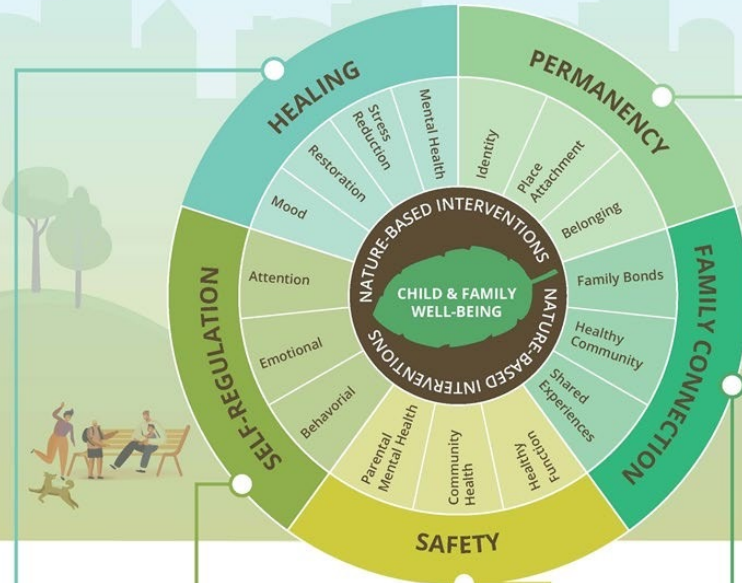 HEALING
Mood
Restoration
Stress
Reduction
Mental Health
PERMANENCY
Identity
Place
Attachment
Belonging
FAMILY CONNECTION
Family Bonds
Healthy
Community
Shared
Experiences
SAFETY
Healthy
Function
Community
Health
Parental
Mental Health
SELF-REGULATION
Behavorial
Emotional
Attention
NATURE-BASED INTERVENTIONS
NATURE-BASED INTERVENTIONS
CHILD & FAMILY
WELL-BEING